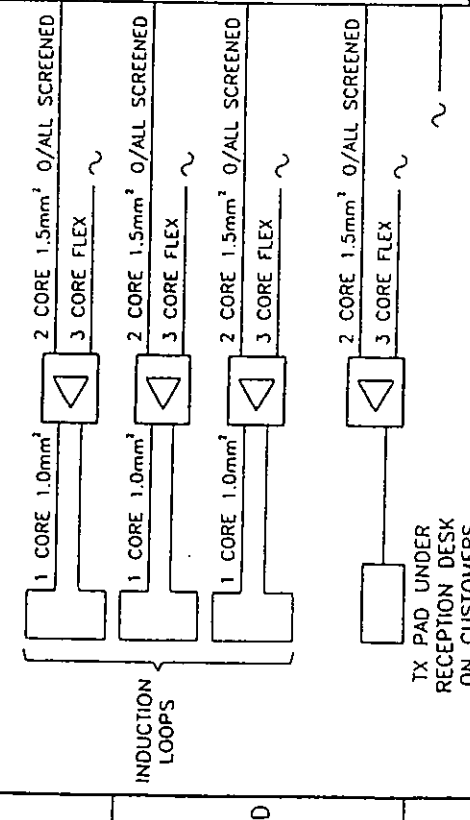 1 CORE 1.0mm² 2 CORE 1.5mm² O/ALL SCREENED
3 CORE FLEX ~
1 CORE 1.0mm² 2 CORE 1.5mm² O/ALL SCREENED
3 CORE FLEX ~
1 CORE 1.0mm² 2 CORE 1.5mm² O/ALL SCREENED
3 CORE FLEX ~
INDUCTION
LOOPS
2 CORE 1.5mm² O/ALL SCREENED
3 CORE FLEX ~
~
TX PAD UNDER
RECEPTION DESK
ON CUSTOMERS
D